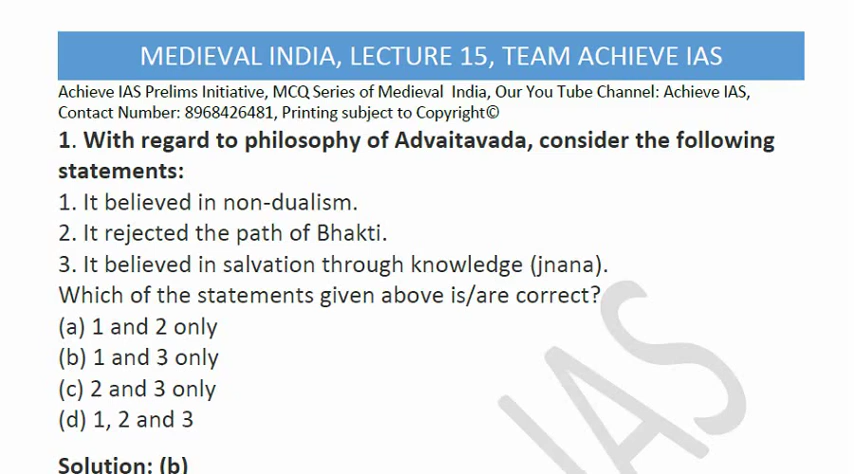 MEDIEVAL INDIA, LECTURE 15, TEAM ACHIEVE IAS
Achieve IAS Prelims Initiative, MCQ Series of Medieval India, Our You Tube Channel: Achieve IAS,
Contact Number: 8968426481, Printing subject to Copyright©
1. With regard to philosophy of Advaitavada, consider the following
statements:
1. It believed in non-dualism.
2. It rejected the path of Bhakti.
3. It believed in salvation through knowledge (jnana).
Which of the statements given above is/are correct?
(a) 1 and 2 only
(b) 1 and 3 only
(c) 2 and 3 only
(d) 1, 2 and 3
Solution: (b)
IAS